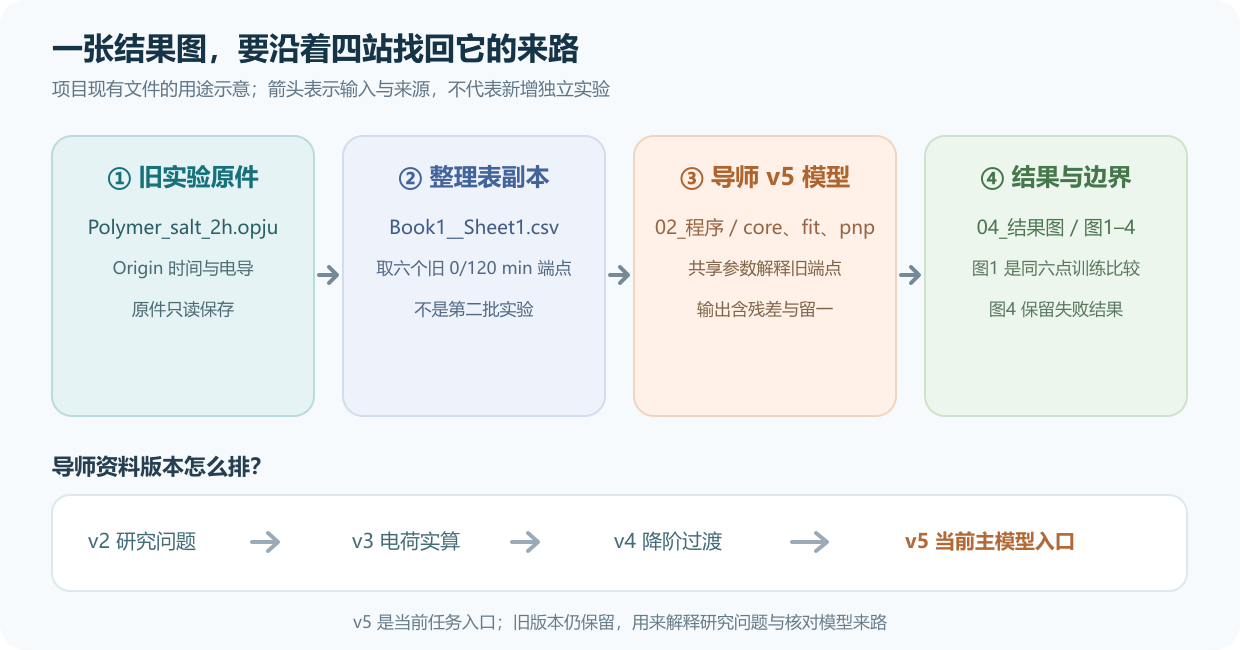 一张结果图，要沿着四站找回它的来路
项目现有文件的用途示意；箭头表示输入与来源，不代表新增独立实验
① 旧实验原件
Polymer_salt_2h.opju
Origin 时间与电导
原件只读保存
② 整理表副本
Book1__Sheet1.csv
取六个旧 0/120 min 端点
不是第二批实验
③ 导师 v5 模型
02_程序 / core、fit、pnp
共享参数解释旧端点
输出含残差与留一
④ 结果与边界
04_结果图 / 图1–4
图1 是同六点训练比较
图4 保留失败结果
导师资料版本怎么排？
v2 研究问题
v3 电荷实算
v4 降阶过渡
v5 当前主模型入口
v5 是当前任务入口；旧版本仍保留，用来解释研究问题与核对模型来路